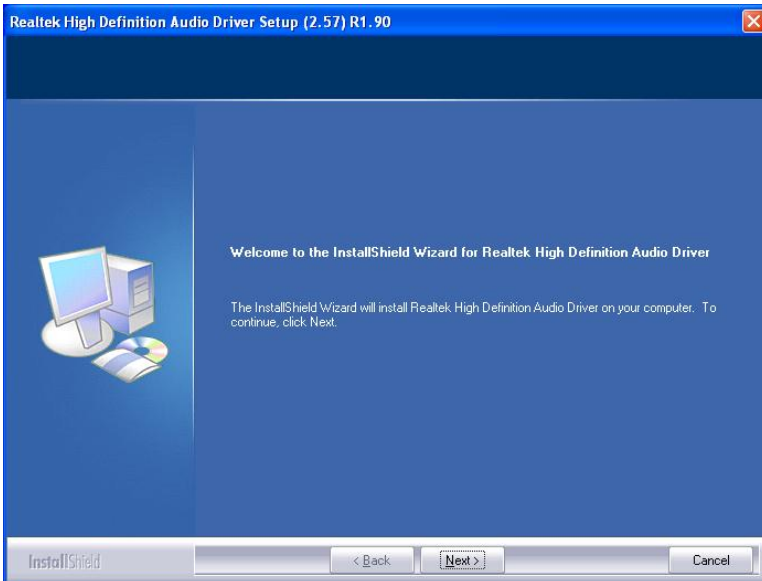 Realtek High Definition Audio Driver Setup (2.57) R1.90
Welcome to the InstallShield Wizard for Realtek High Definition Audio Driver
The InstallShield Wizard will install Realtek High Definition Audio Driver on your computer. To
continue, click Next.
InstallShield
< Back
Next >
Cancel